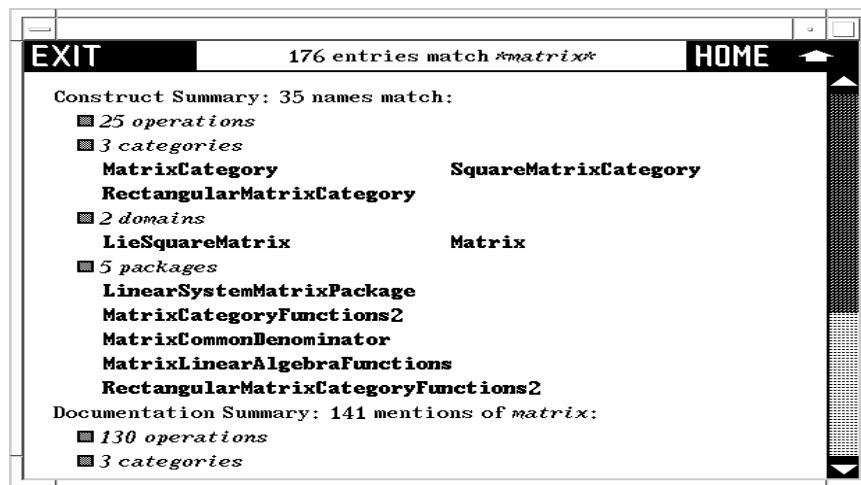 EXIT 176 entries match *matrix* HOME
Construct Summary: 35 names match:
25 operations
3 categories
MatrixCategory SquareMatrixCategory
RectangularMatrixCategory
2 domains
LieSquareMatrix Matrix
5 packages
LinearSystemMatrixPackage
MatrixCategoryFunctions2
MatrixCommonDenominator
MatrixLinearAlgebraFunctions
RectangularMatrixCategoryFunctions2
Documentation Summary: 141 mentions of matrix:
130 operations
3 categories